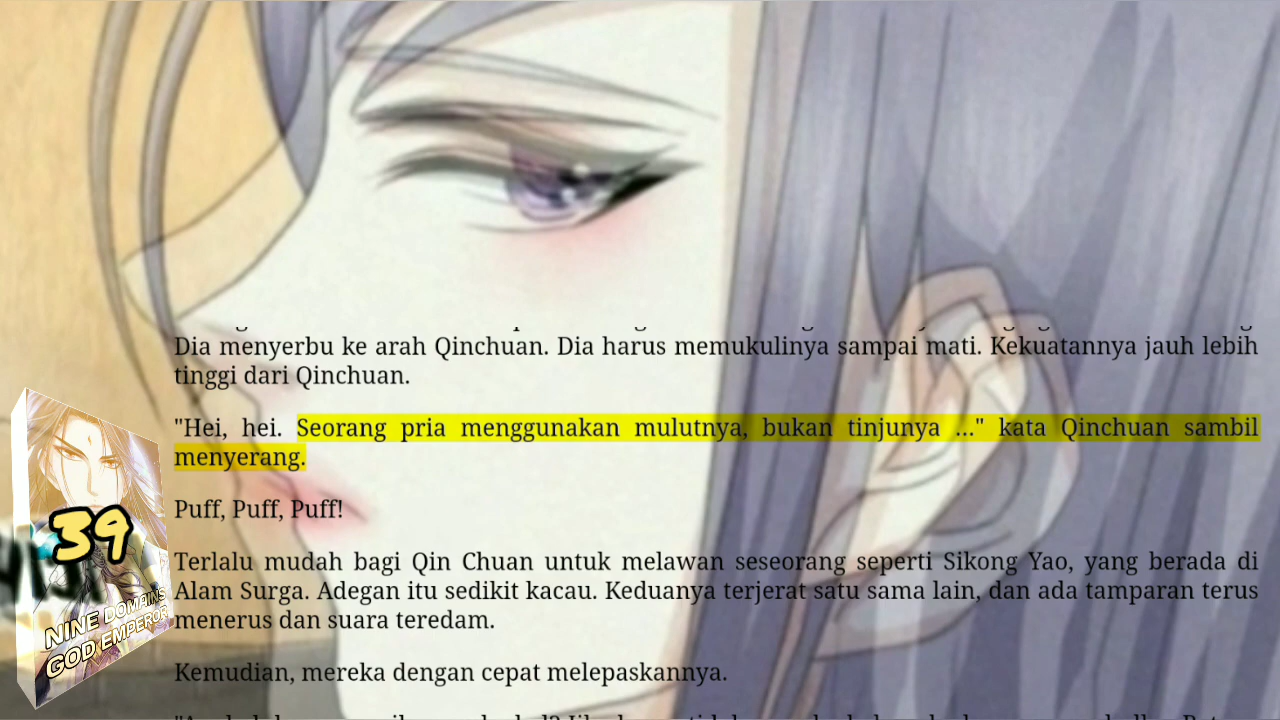 Dia menyerbu ke arah Qinchuan. Dia harus memukulinya sampai mati. Kekuatannya jauh lebih
tinggi dari Qinchuan.
"Hei, hei. Seorang pria menggunakan mulutnya, bukan tinjunya ..." kata Qinchuan sambil
menyerang.
Puff, Puff, Puff!
Terlalu mudah bagi Qin Chuan untuk melawan seseorang seperti Sikong Yao, yang berada di
Alam Surga. Adegan itu sedikit kacau. Keduanya terjerat satu sama lain, dan ada tamparan terus
menerus dan suara teredam.
Kemudian, mereka dengan cepat melepaskannya.
39
NINE DOMAINS
GOD EMPEROR